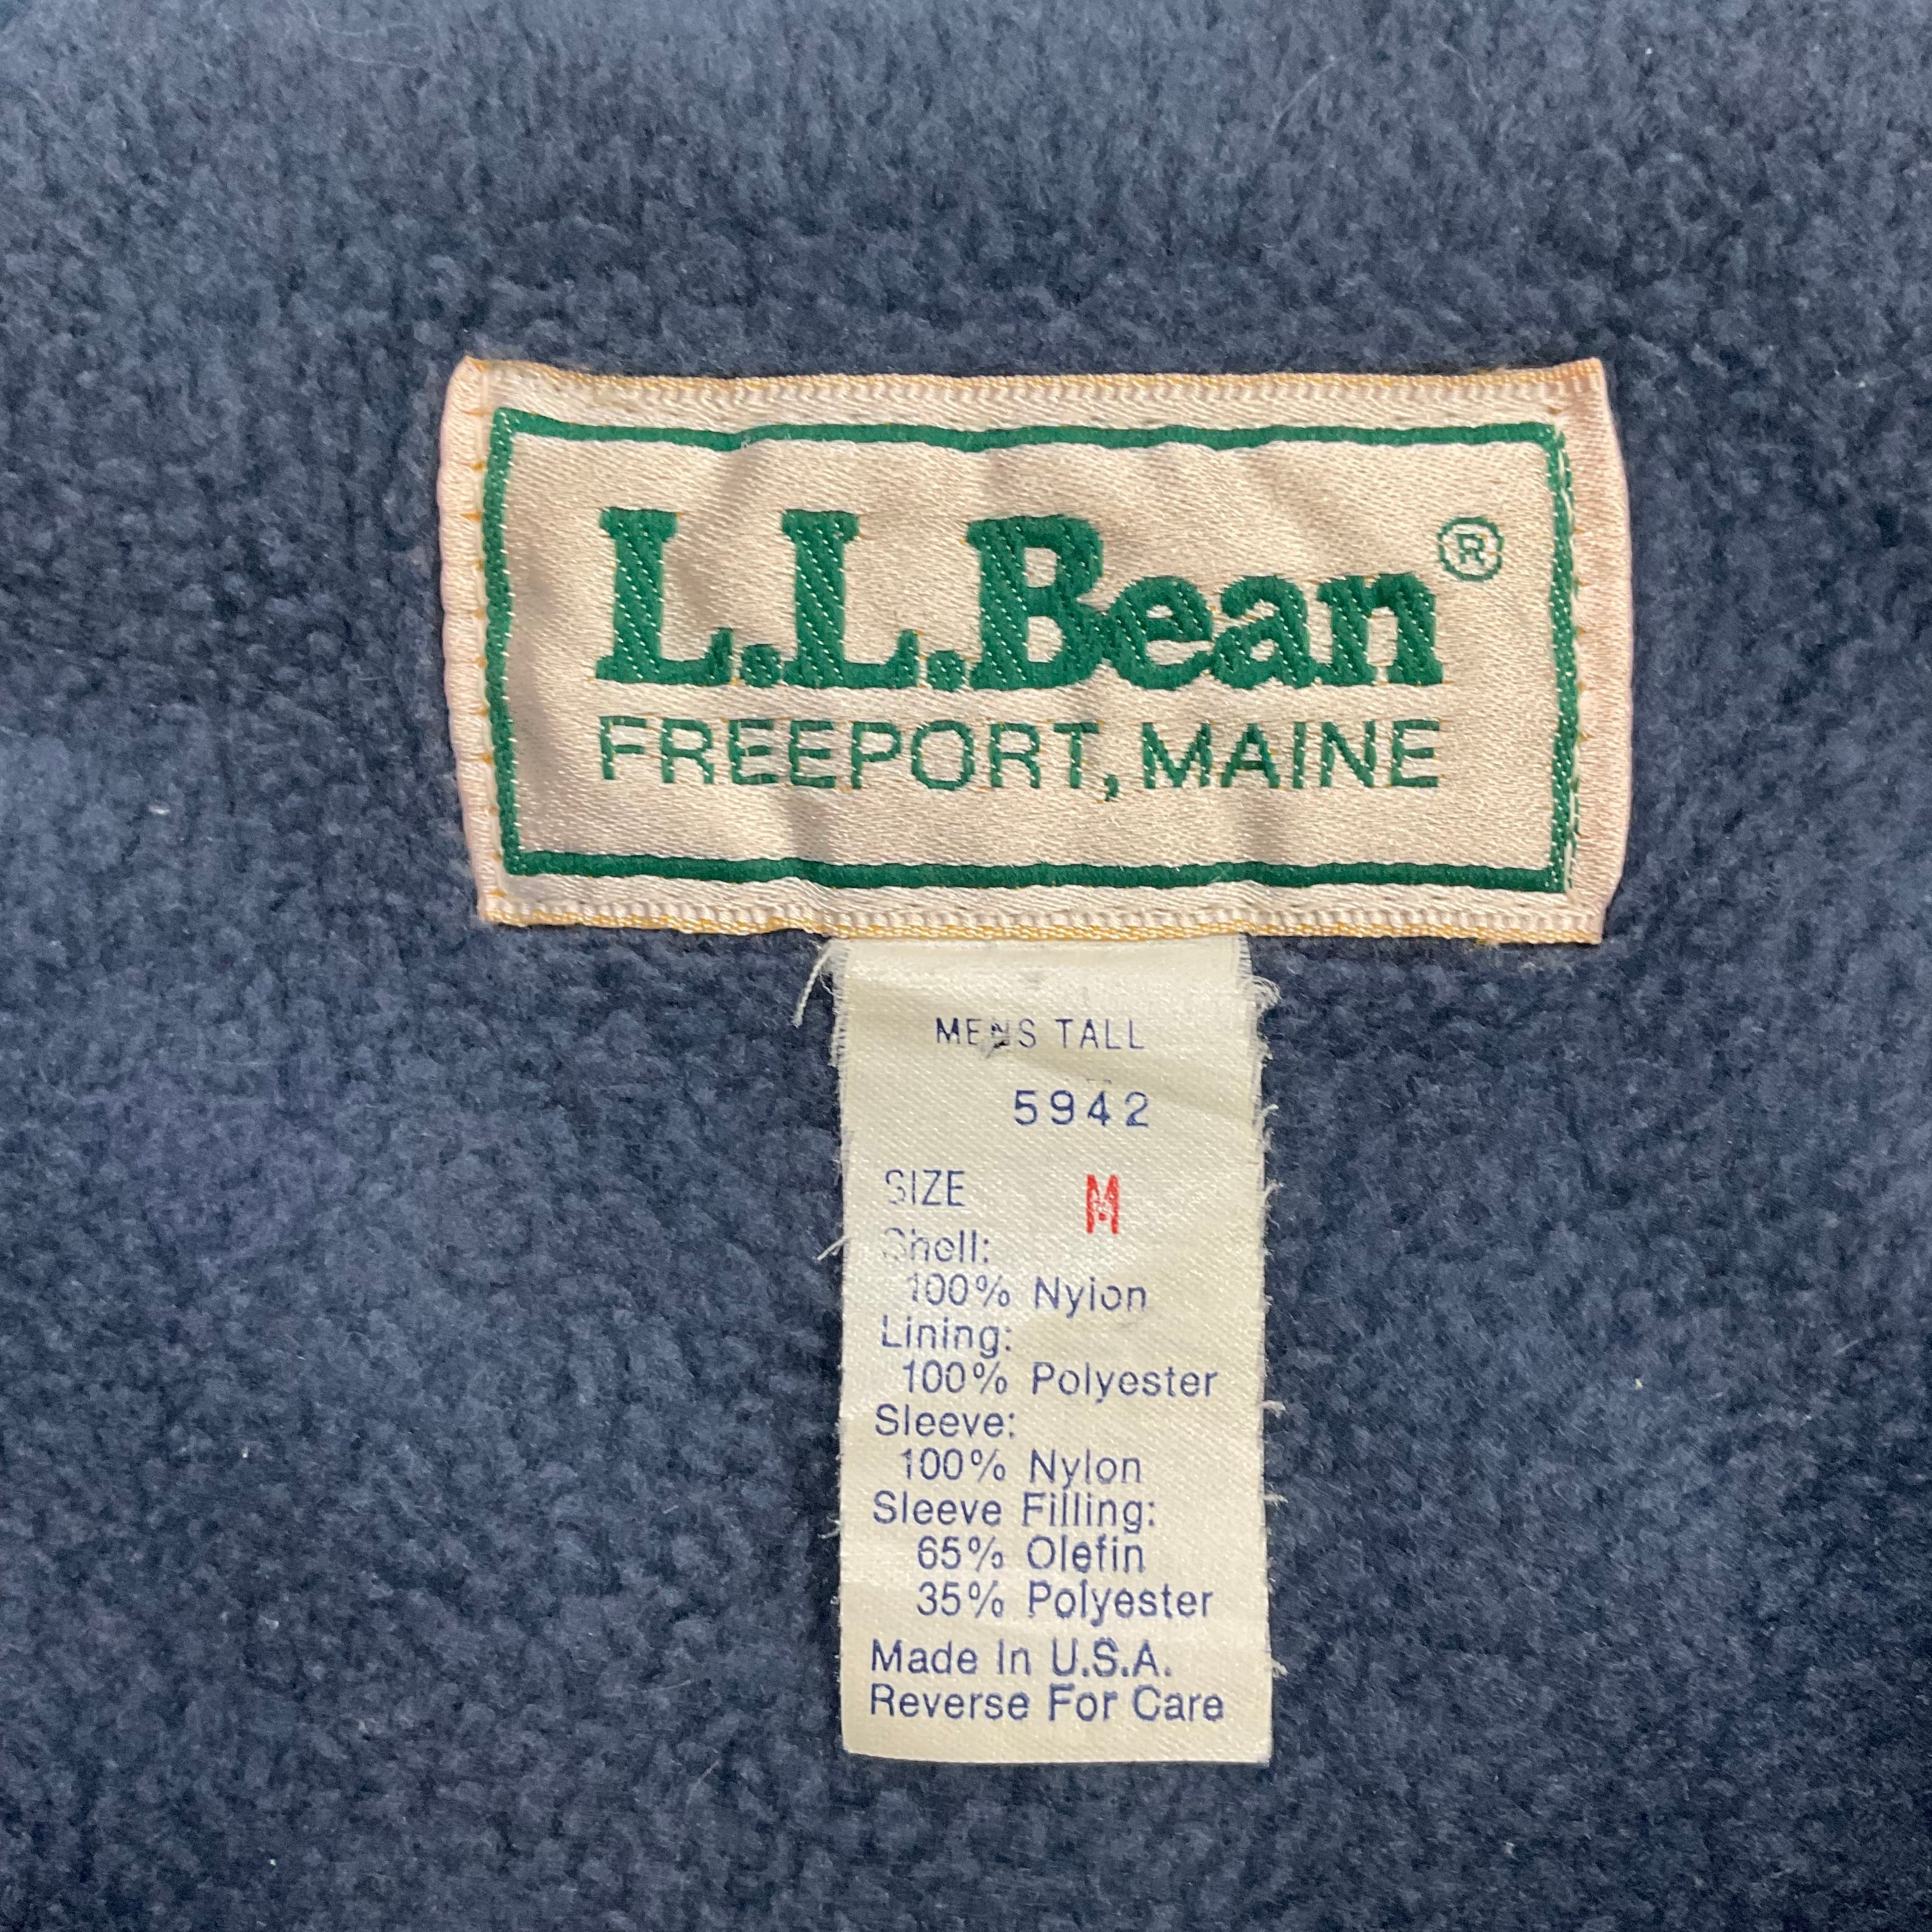 L.L.Bean®
FREEPORT, MAINE
MENS TALL
5942
SIZE M
Shell:
100% Nylon
Lining:
100% Polyester
Sleeve:
100% Nylon
Sleeve Filling:
65% Olefin
35% Polyester
Made In U.S.A.
Reverse For Care